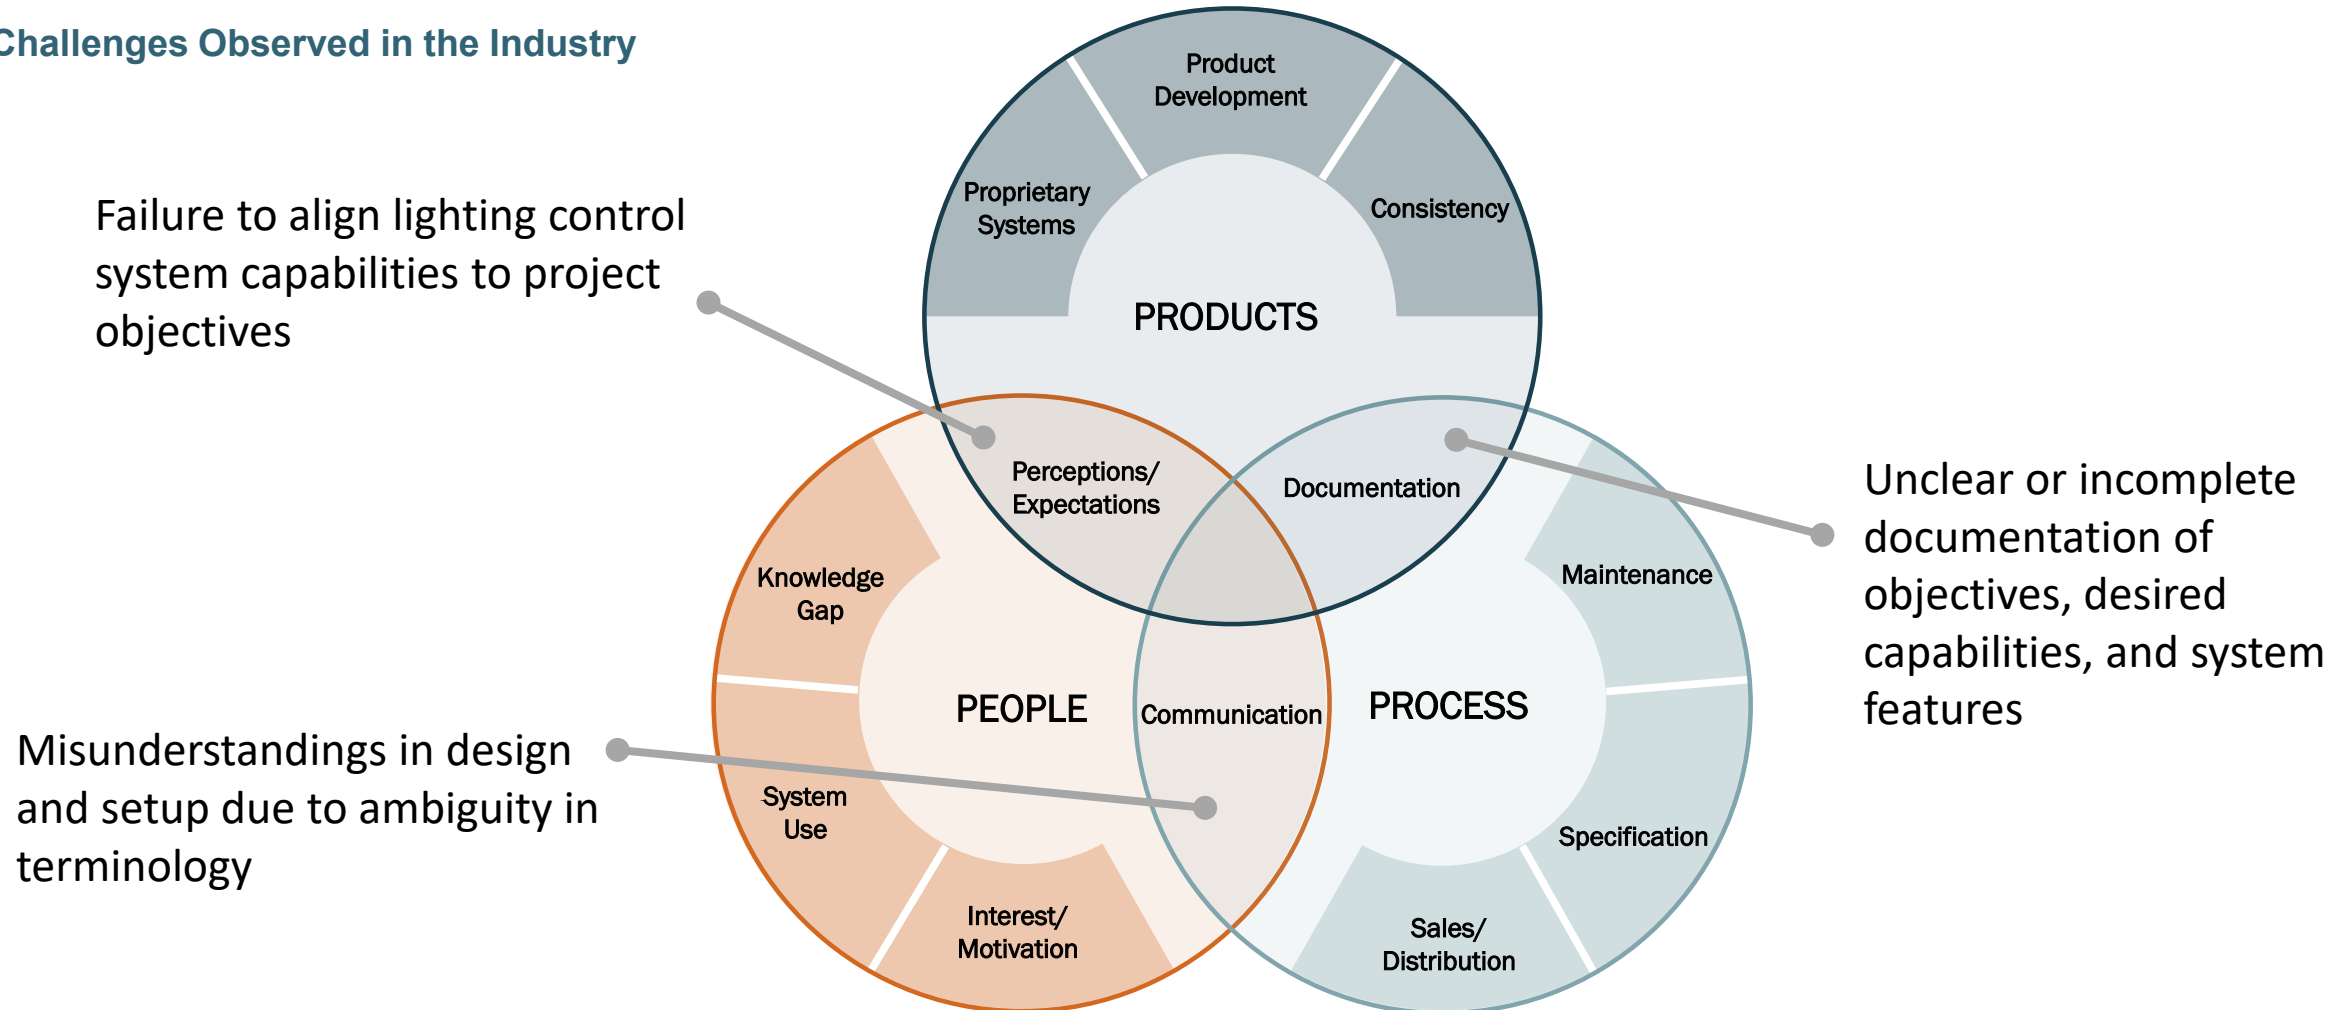 Challenges Observed in the Industry
Product
Development
Proprietary
Systems
Consistency
PRODUCTS
Failure to align lighting control
system capabilities to project
objectives
Perceptions/
Expectations
Documentation
Unclear or incomplete
documentation of
objectives, desired
capabilities, and system
features
Knowledge
Gap
Maintenance
PEOPLE
Communication
PROCESS
Misunderstandings in design
and setup due to ambiguity in
terminology
System
Use
Specification
Interest/
Motivation
Sales/
Distribution